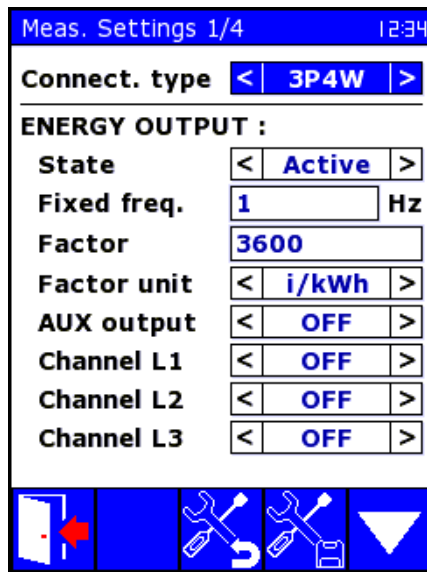 Meas. Settings 1/4 12:34
Connect. type < 3P4W >
ENERGY OUTPUT :
State < Active >
Fixed freq. 1 Hz
Factor 3600
Factor unit < i/kWh >
AUX output < OFF >
Channel L1 < OFF >
Channel L2 < OFF >
Channel L3 < OFF >